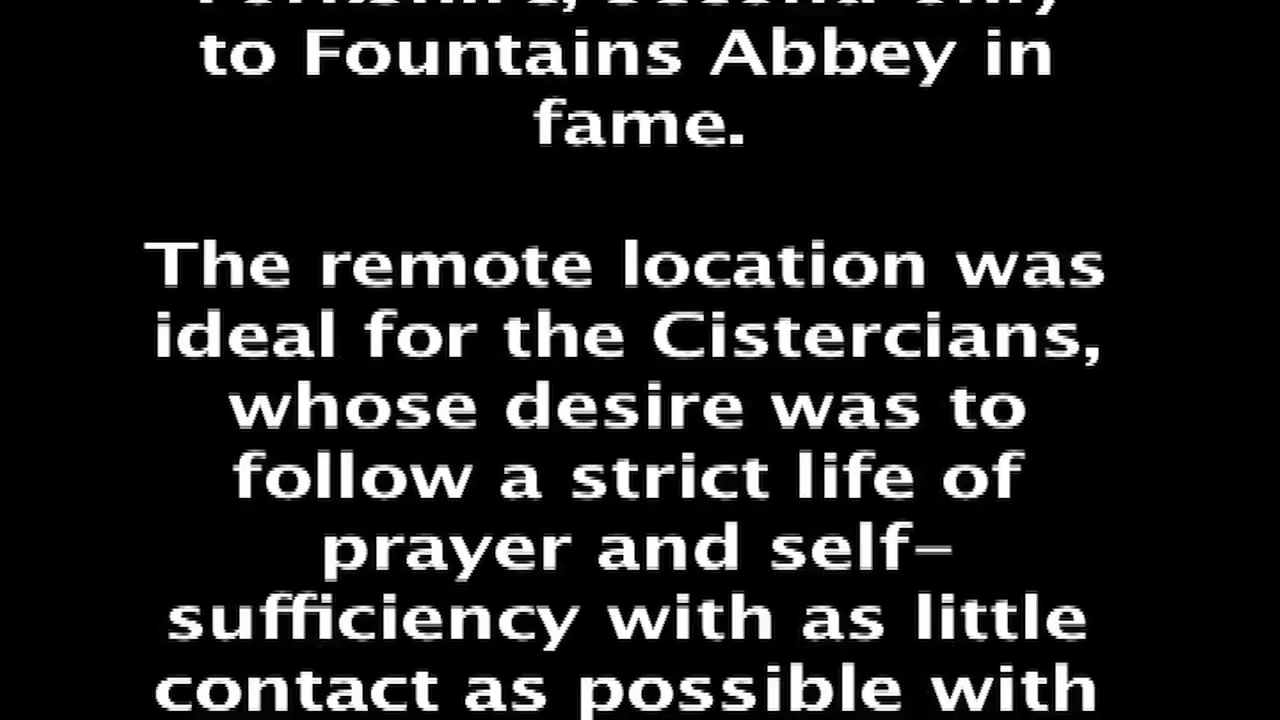 to Fountains Abbey in
fame.
The remote location was
ideal for the Cistercians,
whose desire was to
follow a strict life of
prayer and self-
sufficiency with as little
contact as possible with